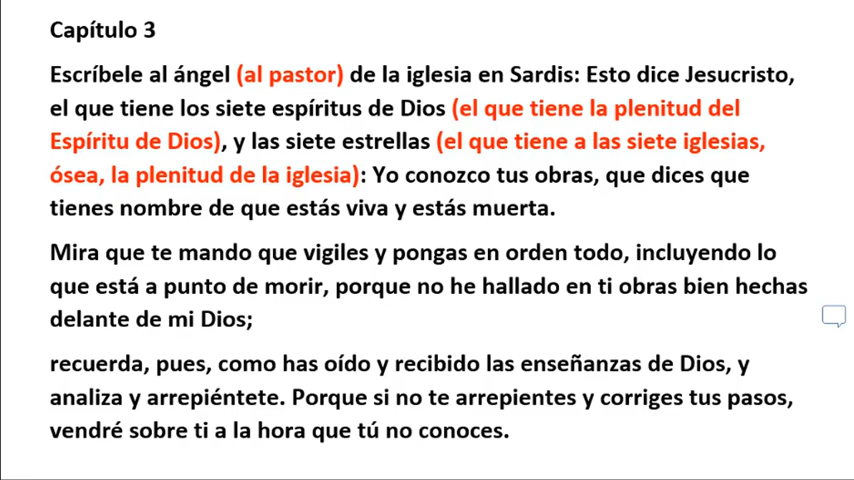 Capítulo 3
Escríbele al ángel (al pastor) de la iglesia en Sardis: Esto dice Jesucristo,
el que tiene los siete espíritus de Dios (el que tiene la plenitud del
Espíritu de Dios), y las siete estrellas (el que tiene a las siete iglesias,
ósea, la plenitud de la iglesia): Yo conozco tus obras, que dices que
tienes nombre de que estás viva y estás muerta.
Mira que te mando que vigiles y pongas en orden todo, incluyendo lo
que está a punto de morir, porque no he hallado en ti obras bien hechas
delante de mi Dios;
recuerda, pues, como has oído y recibido las enseñanzas de Dios, y
analiza y arrepiéntete. Porque si no te arrepientes y corriges tus pasos,
vendré sobre ti a la hora que tú no conoces.